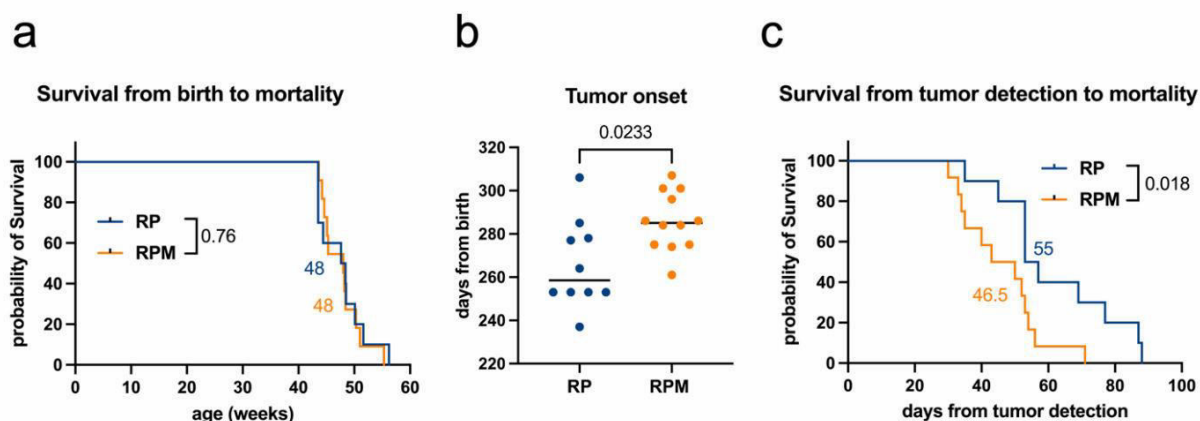 a
Survival from birth to mortality
probability of Survival
100
80
60
40
20
0
RP
RPM
0.76
48
48
0 10 20 30 40 50 60
age (weeks)
b
Tumor onset
0.0233
days from birth
320
300
280
260
240
220
RP RPM
c
Survival from tumor detection to mortality
probability of Survival
100
80
60
40
20
0
RP
RPM
0.018
55
46.5
0 20 40 60 80 100
days from tumor detection